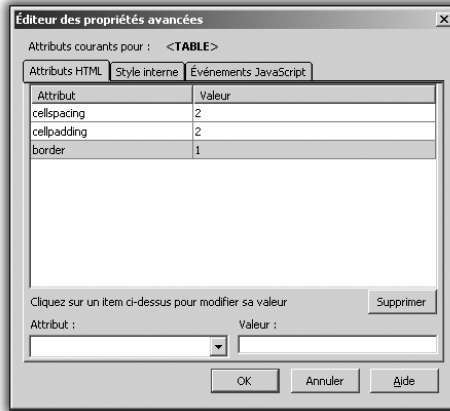 Éditeur des propriétés avancées
Attributs courants pour : <TABLE>
Attributs HTML Style interne Événements JavaScript
Attribut Valeur
cellspacing 2
cellpadding 2
border 1
Cliquez sur un item ci-dessus pour modifier sa valeur Supprimer
Attribut : Valeur :
OK Annuler Aide